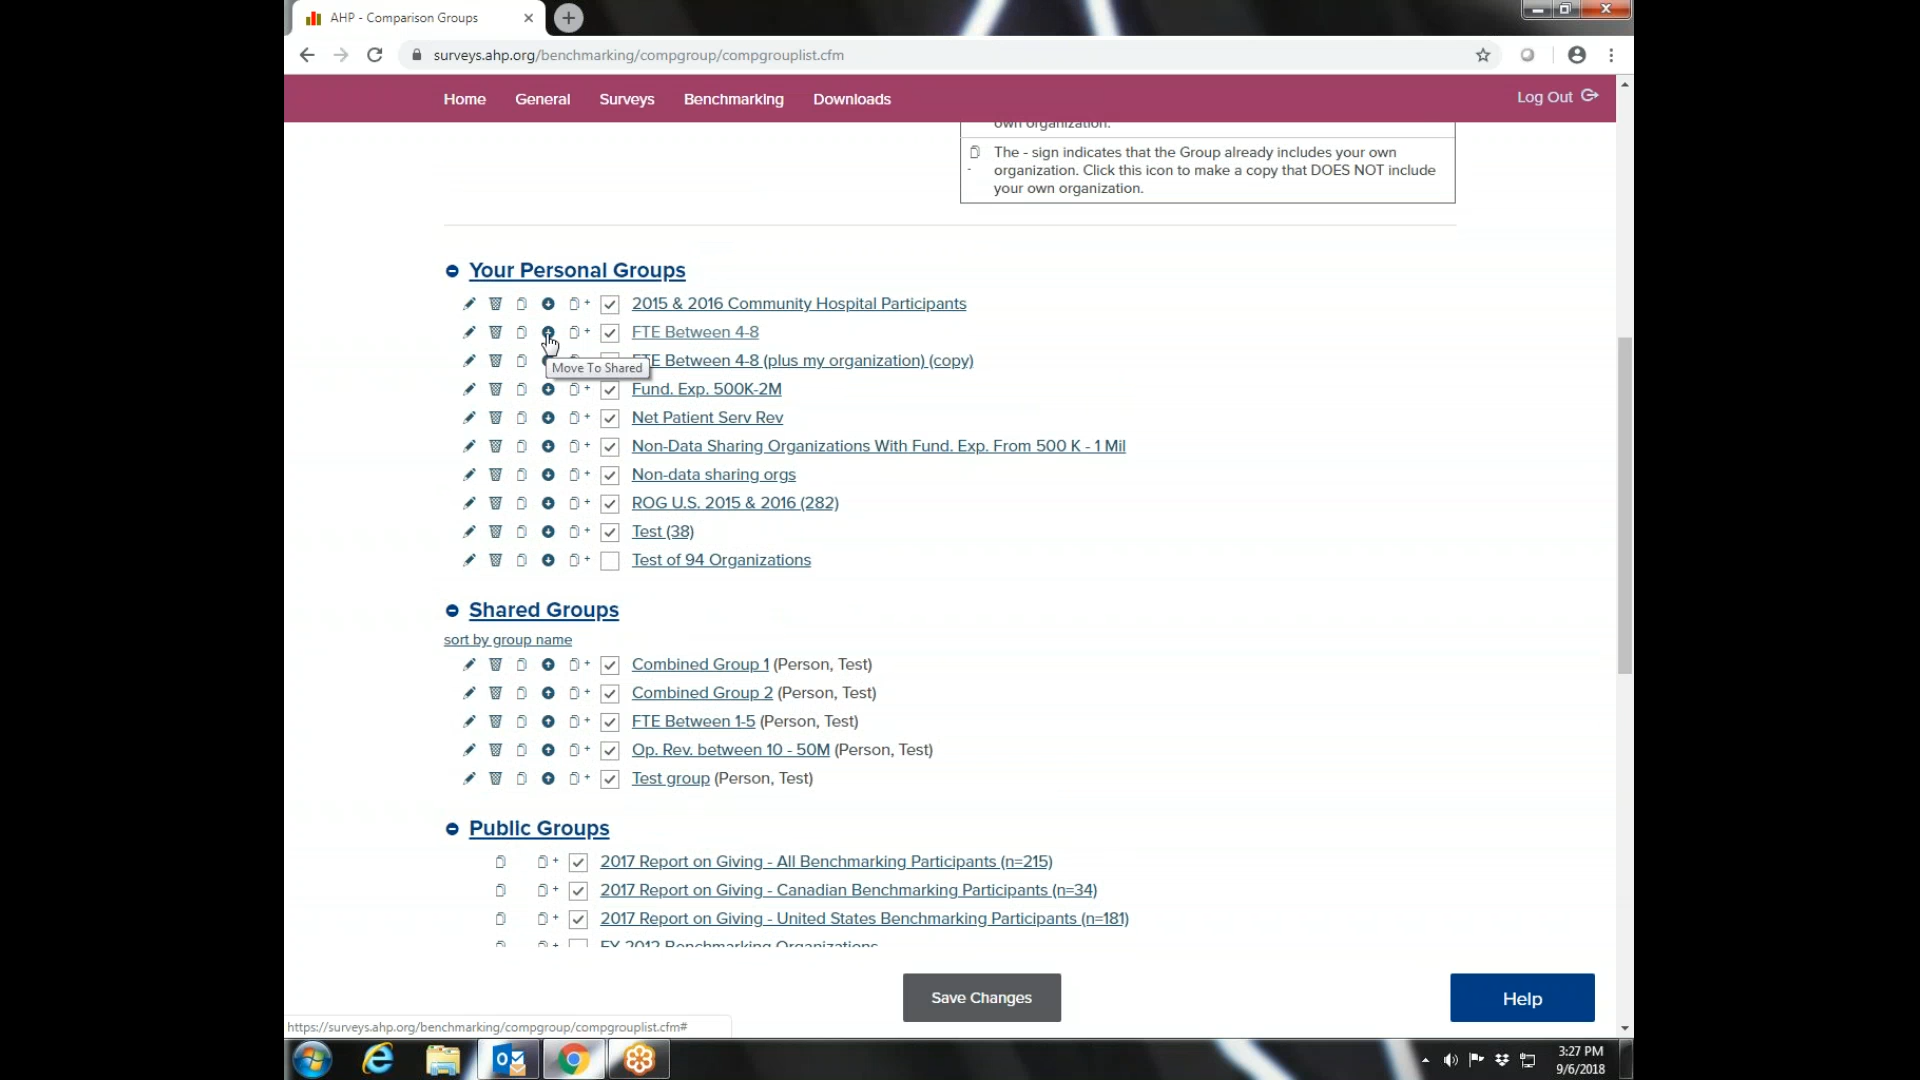 AHP - Comparison Groups
surveys.ahp.org/benchmarking/compgroup/compgrouplist.cfm
Home General Surveys Benchmarking Downloads Log Out
own organization.
The - sign indicates that the Group already includes your own
organization. Click this icon to make a copy that DOES NOT include
your own organization.
Your Personal Groups
2015 & 2016 Community Hospital Participants
FTE Between 4-8
FTE Between 4-8 (plus my organization) (copy)
Move To Shared
Fund. Exp. 500K-2M
Net Patient Serv Rev
Non-Data Sharing Organizations With Fund. Exp. From 500 K - 1 Mil
Non-data sharing orgs
ROG U.S. 2015 & 2016 (282)
Test (38)
Test of 94 Organizations
Shared Groups
sort by group name
Combined Group 1 (Person, Test)
Combined Group 2 (Person, Test)
FTE Between 1-5 (Person, Test)
Op. Rev. between 10 - 50M (Person, Test)
Test group (Person, Test)
Public Groups
2017 Report on Giving - All Benchmarking Participants (n=215)
2017 Report on Giving - Canadian Benchmarking Participants (n=34)
2017 Report on Giving - United States Benchmarking Participants (n=181)
FY 2012 Benchmarking Organizations
Save Changes
Help
https://surveys.ahp.org/benchmarking/compgroup/compgrouplist.cfm#
3:27 PM
9/6/2018